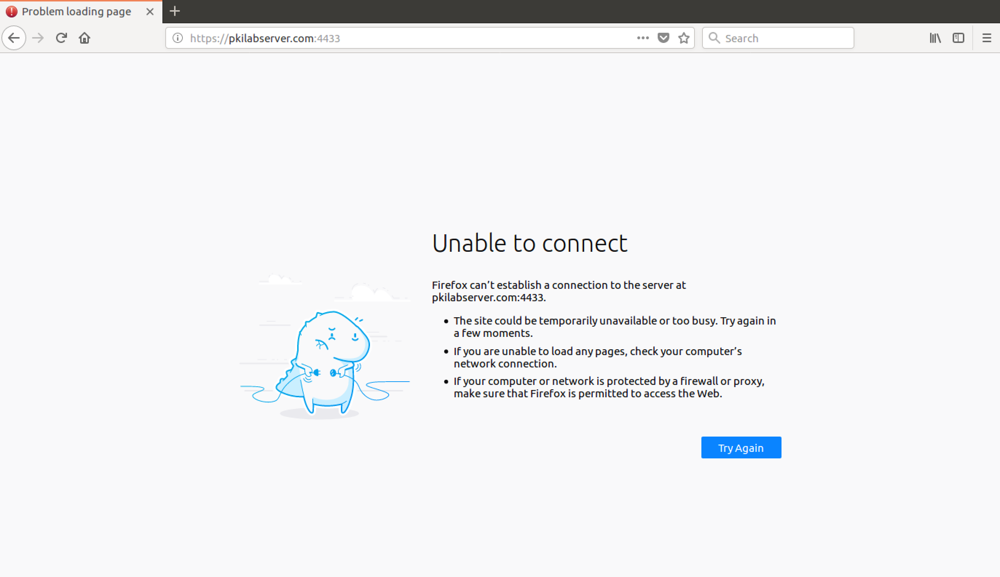 Problem loading page
https://pkilabserver.com:4433
Search
Unable to connect
Firefox can’t establish a connection to the server at
pkilabserver.com:4433.
The site could be temporarily unavailable or too busy. Try again in
a few moments.
If you are unable to load any pages, check your computer’s
network connection.
If your computer or network is protected by a firewall or proxy,
make sure that Firefox is permitted to access the Web.
Try Again